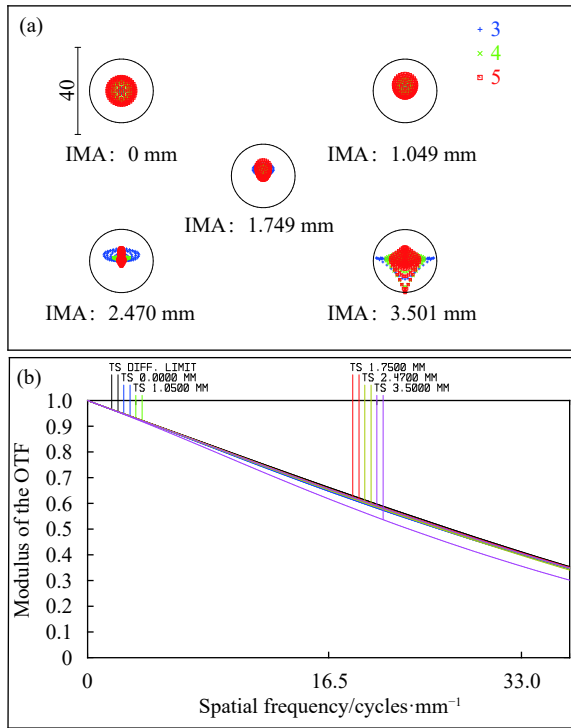 (a)
+ 3
× 4
5
40
IMA: 0 mm
IMA: 1.049 mm
IMA: 1.749 mm
IMA: 2.470 mm
IMA: 3.501 mm
(b)
TS DIFF. LIMIT
TS 0.0000 MM
TS 1.0500 MM
TS 1.7500 MM
TS 2.4700 MM
TS 3.5000 MM
1.0
0.9
0.8
0.7
0.6
0.5
0.4
0.3
0.2
0.1
0
Modulus of the OTF
0
16.5
33.0
Spatial frequency/cycles·mm⁻¹